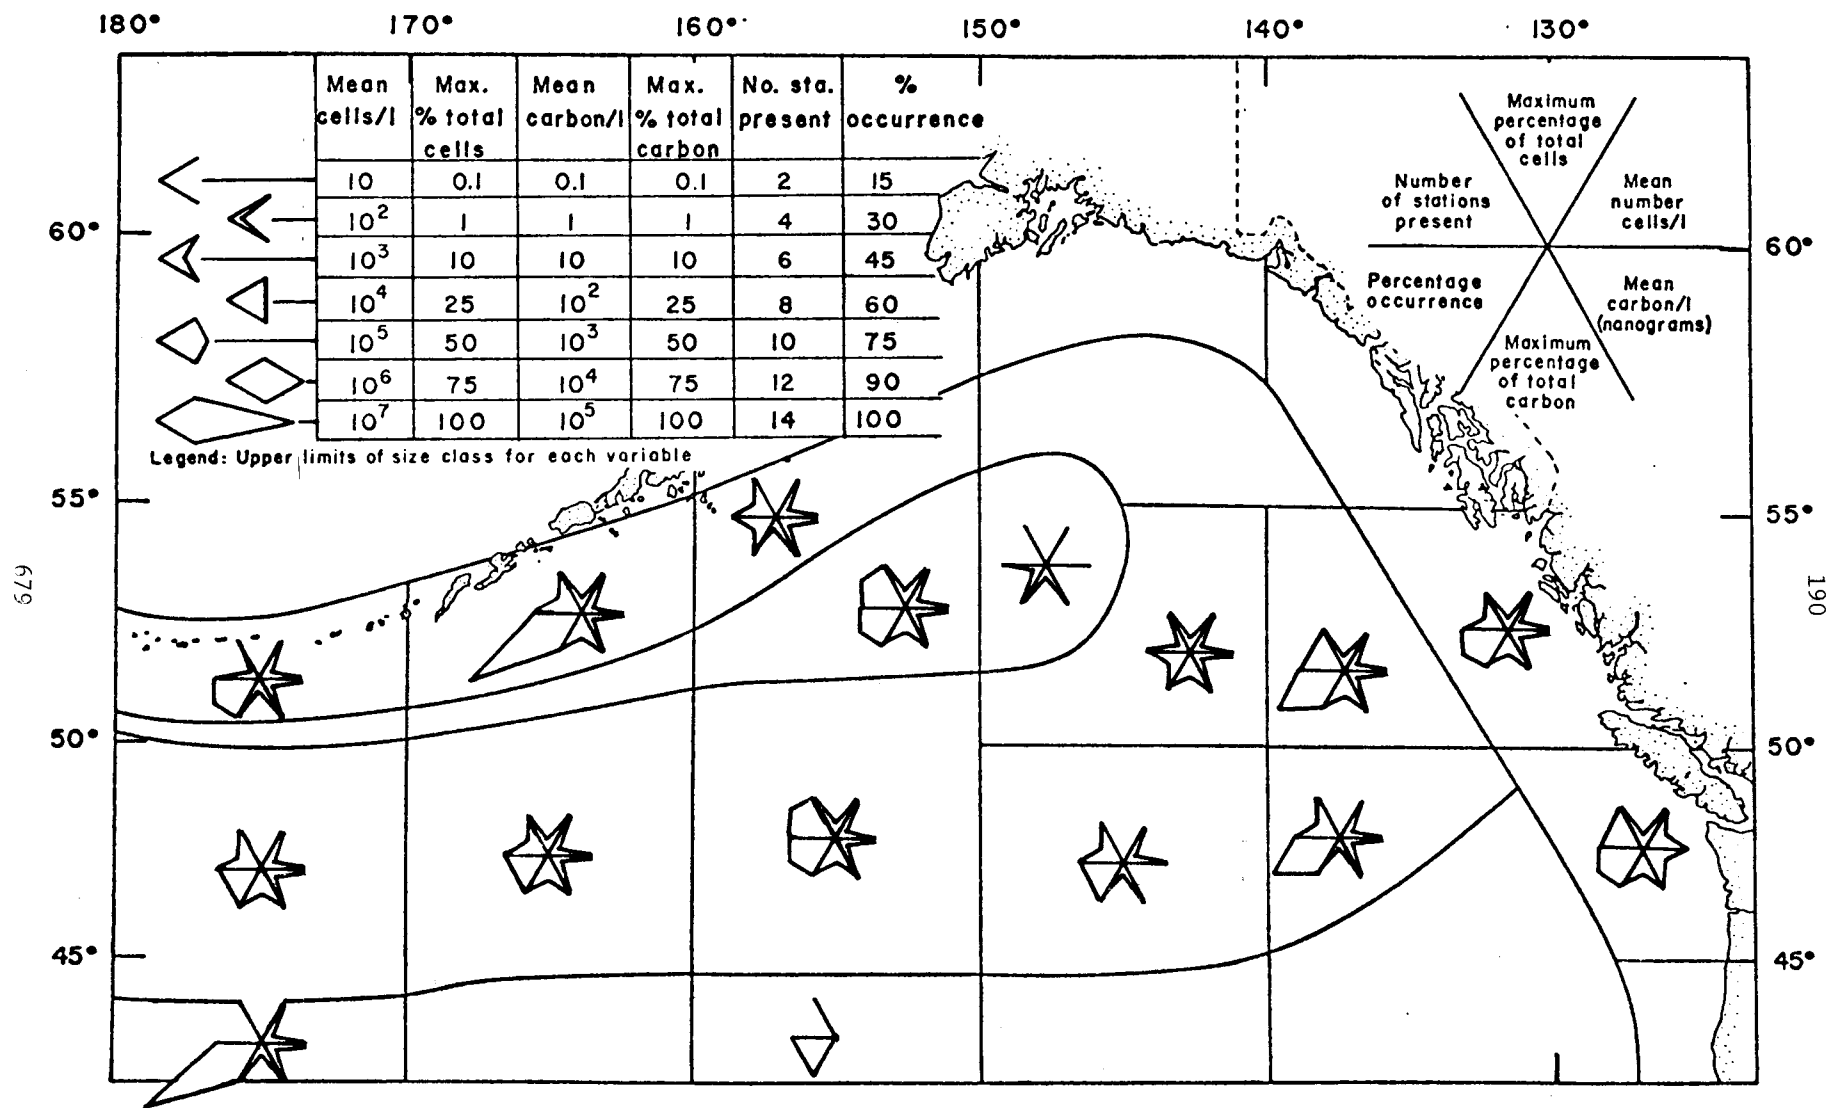 180° 170° 160° 150° 140° 130°
Mean cells/l | Max. % total cells | Mean carbon/l | Max. % total carbon | No. sta. present | % occurrence
10 | 0.1 | 0.1 | 0.1 | 2 | 15
10² | 1 | 1 | 1 | 4 | 30
10³ | 10 | 10 | 10 | 6 | 45
10⁴ | 25 | 10² | 25 | 8 | 60
10⁵ | 50 | 10³ | 50 | 10 | 75
10⁶ | 75 | 10⁴ | 75 | 12 | 90
10⁷ | 100 | 10⁵ | 100 | 14 | 100
Legend: Upper limits of size class for each variable
Maximum
percentage
of total
cells
Number
of stations
present
Mean
number
cells/l
Percentage
occurrence
Mean
carbon/l
(nanograms)
Maximum
percentage
of total
carbon
60° 60°
55° 55°
50° 50°
45° 45°
679
190